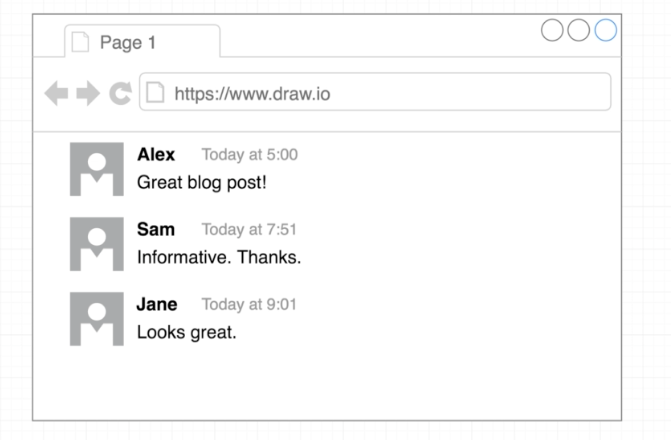 Page 1
https://www.draw.io
Alex Today at 5:00
Great blog post!
Sam Today at 7:51
Informative. Thanks.
Jane Today at 9:01
Looks great.